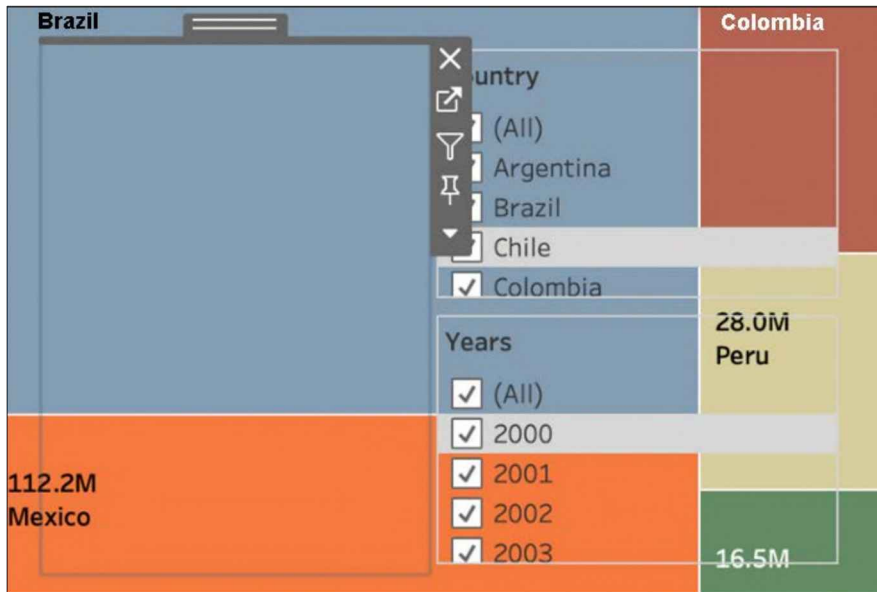 Brazil
Colombia
ountry
(All)
Argentina
Brazil
Chile
Colombia
28.0M
Peru
Years
(All)
2000
2001
2002
2003
112.2M
Mexico
16.5M